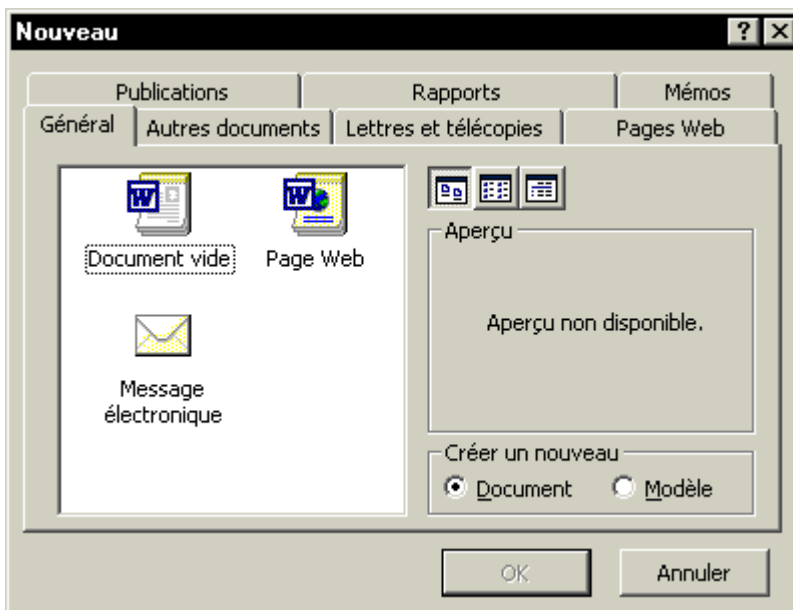 Nouveau
Publications Rapports Mémos
Général Autres documents Lettres et télécopies Pages Web
Document vide Page Web
Message
électronique
Aperçu
Aperçu non disponible.
Créer un nouveau
Document Modèle
OK Annuler